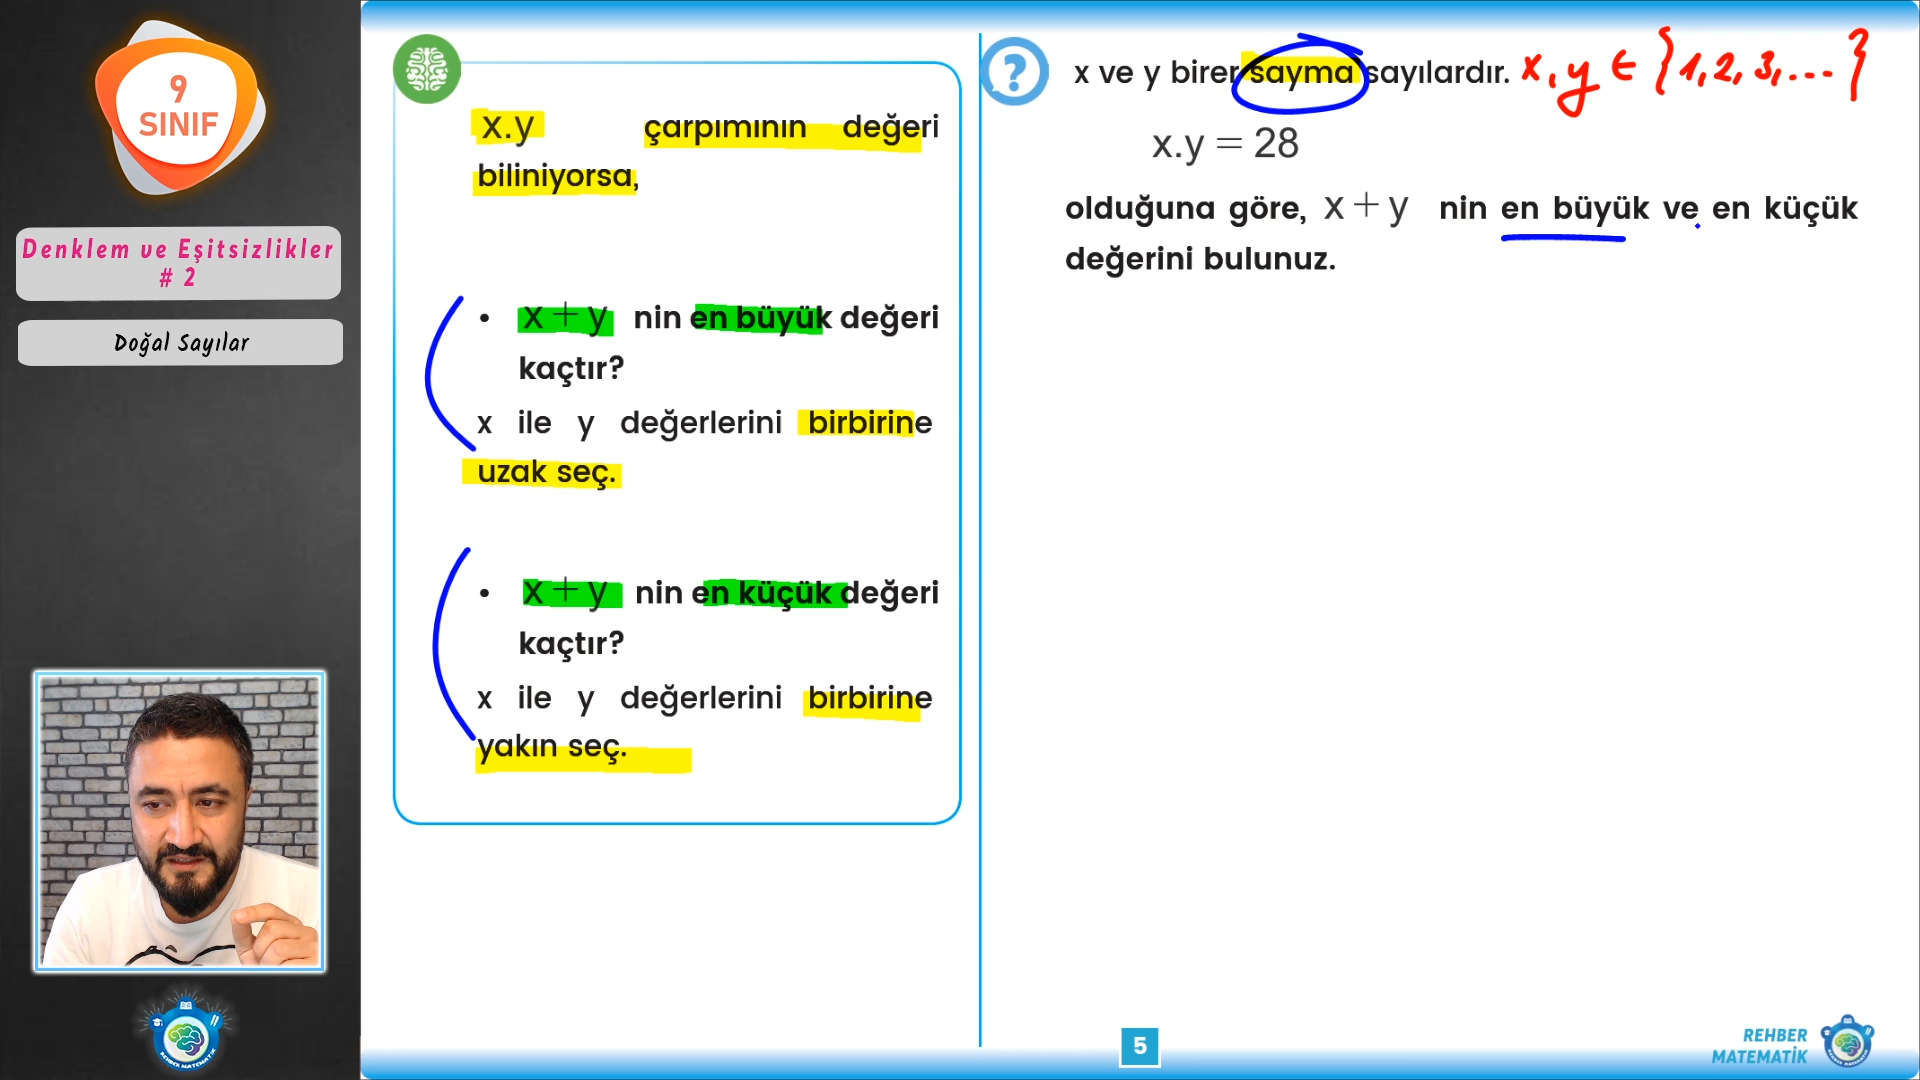 9
SINIF
Denklem ve Eşitsizlikler
# 2
Doğal Sayılar
x.y çarpımının değeri
biliniyorsa,
• x + y nin en büyük değeri
kaçtır?
x ile y değerlerini birbirine
uzak seç.
• x + y nin en küçük değeri
kaçtır?
x ile y değerlerini birbirine
yakın seç.
?
x ve y birer sayma sayılardır. x,y ∈ {1,2,3,...}
x.y = 28
olduğuna göre, x + y nin en büyük ve en küçük
değerini bulunuz.
5
REHBER
MATEMATİK
REHBER MATEMATİK